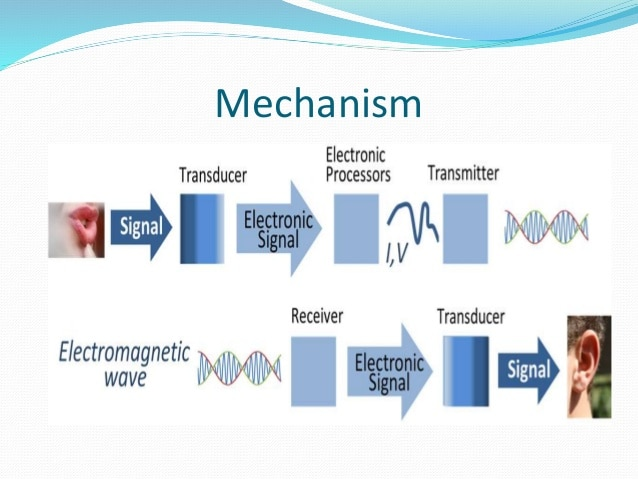 Mechanism
Transducer
Electronic
Processors
Transmitter
Signal
Electronic
Signal
I,V
Receiver
Transducer
Electromagnetic
wave
Electronic
Signal
Signal